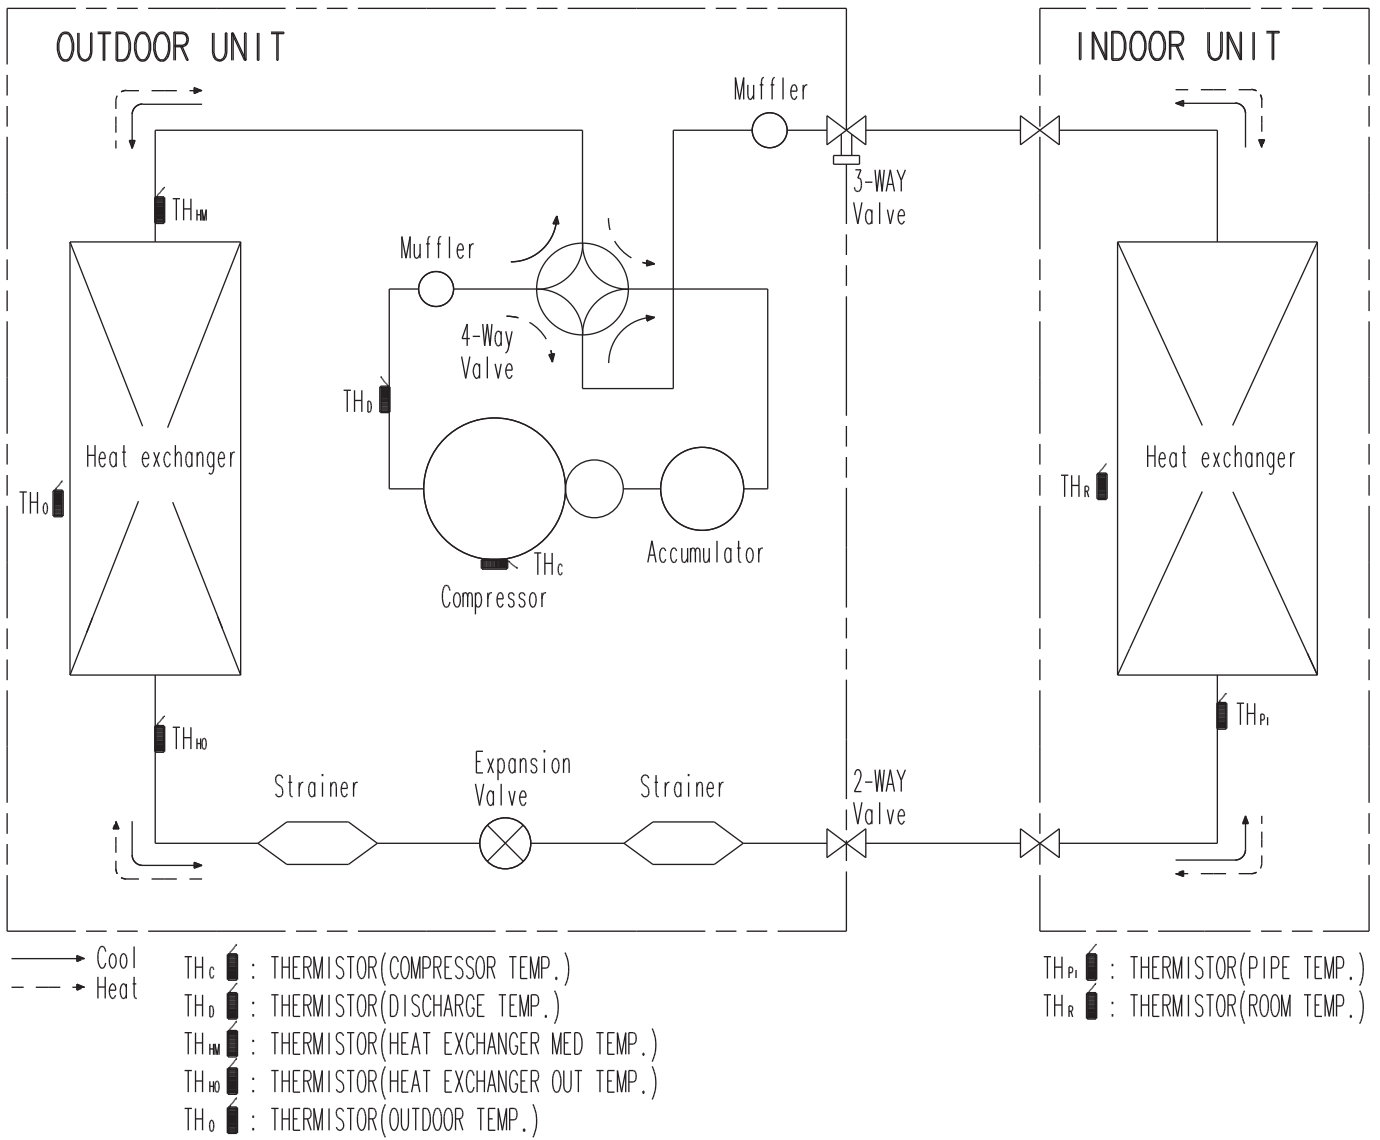 OUTDOOR UNIT
INDOOR UNIT
Muffler
3-WAY
Valve
THHM
Muffler
4-Way
Valve
THD
Heat exchanger
Heat exchanger
THO
THR
Accumulator
THC
Compressor
THPI
THHO
Expansion
Valve
Strainer
Strainer
2-WAY
Valve
Cool
Heat
THC : THERMISTOR(COMPRESSOR TEMP.)
THD : THERMISTOR(DISCHARGE TEMP.)
THHM : THERMISTOR(HEAT EXCHANGER MED TEMP.)
THHO : THERMISTOR(HEAT EXCHANGER OUT TEMP.)
THO : THERMISTOR(OUTDOOR TEMP.)
THPI : THERMISTOR(PIPE TEMP.)
THR : THERMISTOR(ROOM TEMP.)